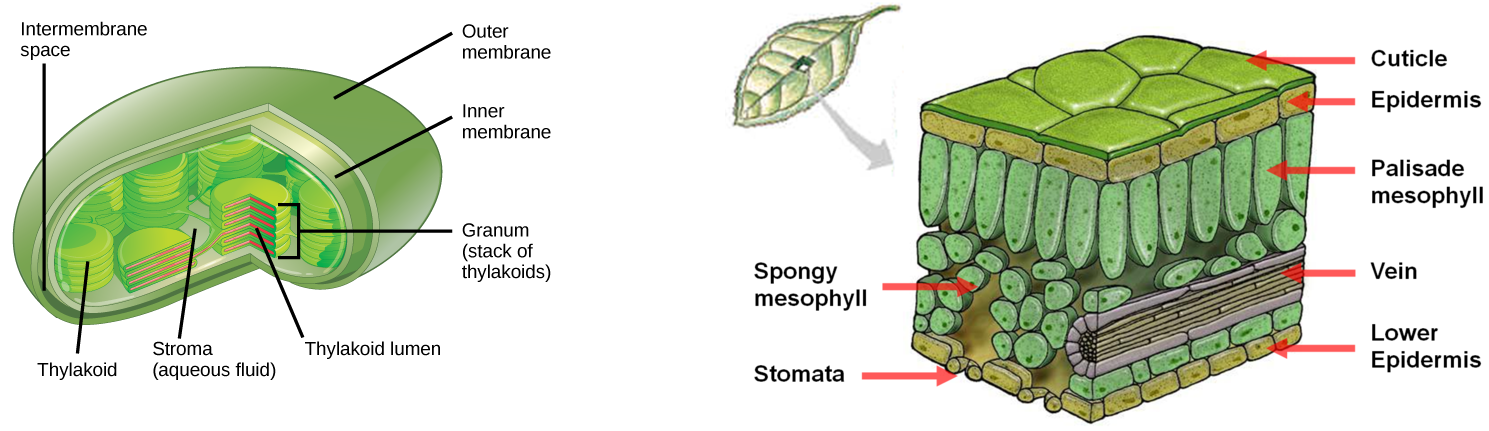 Intermembrane
space
Outer
membrane
Inner
membrane
Granum
(stack of
thylakoids)
Thylakoid lumen
Stroma
(aqueous fluid)
Thylakoid
Cuticle
Epidermis
Palisade
mesophyll
Spongy
mesophyll
Vein
Lower
Epidermis
Stomata